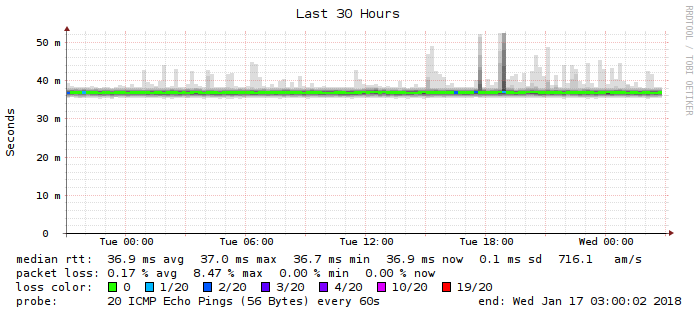 Last 30 Hours
RRDTOOL / TOBI OETIKER
Seconds
50 m
40 m
30 m
20 m
10 m
0
Tue 00:00 Tue 06:00 Tue 12:00 Tue 18:00 Wed 00:00
median rtt: 36.9 ms avg 37.0 ms max 36.7 ms min 36.9 ms now 0.1 ms sd 716.1 am/s
packet loss: 0.17 % avg 8.47 % max 0.00 % min 0.00 % now
loss color: 0 1/20 2/20 3/20 4/20 10/20 19/20
probe: 20 ICMP Echo Pings (56 Bytes) every 60s end: Wed Jan 17 03:00:02 2018